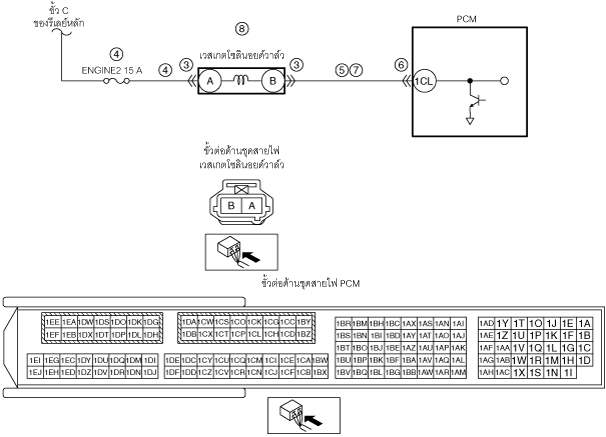 ขั้ว C
ของรีเลย์หลัก
⑧
PCM
④
ENGINE2 15 A
④
③
เวสเกตโซลินอยด์วาล์ว
A
B
③
⑤⑦
⑥
1CL
ขั้วต่อด้านชุดสายไฟ
เวสเกตโซลินอยด์วาล์ว
B A
ขั้วต่อด้านชุดสายไฟ PCM
1EE 1EA 1DW 1DS 1DO 1DK 1DG
1EF 1EB 1DX 1DT 1DP 1DL 1DH
1EI 1EG 1EC 1DY 1DU 1DQ 1DM 1DI
1EJ 1EH 1ED 1DZ 1DV 1DR 1DN 1DJ
1DA 1CW 1CS 1CO 1CK 1CG 1CC 1BY
1DB 1CX 1CT 1CP 1CL 1CH 1CD 1BZ
1DE 1DC 1CY 1CU 1CQ 1CM 1CI 1CE 1CA 1BW
1DF 1DD 1CZ 1CV 1CR 1CN 1CJ 1CF 1CB 1BX
1BR 1BM 1BH 1BC 1AX 1AS 1AN 1AI
1BS 1BN 1BI 1BD 1AY 1AT 1AO 1AJ
1BT 1BO 1BJ 1BE 1AZ 1AU 1AP 1AK
1BU 1BP 1BK 1BF 1BA 1AV 1AQ 1AL
1BV 1BQ 1BL 1BG 1BB 1AW 1AR 1AM
1AD 1Y 1T 1O 1J 1E 1A
1AE 1Z 1U 1P 1K 1F 1B
1AF 1AA 1V 1Q 1L 1G 1C
1AG 1AB 1W 1R 1M 1H 1D
1AH 1AC 1X 1S 1N 1I